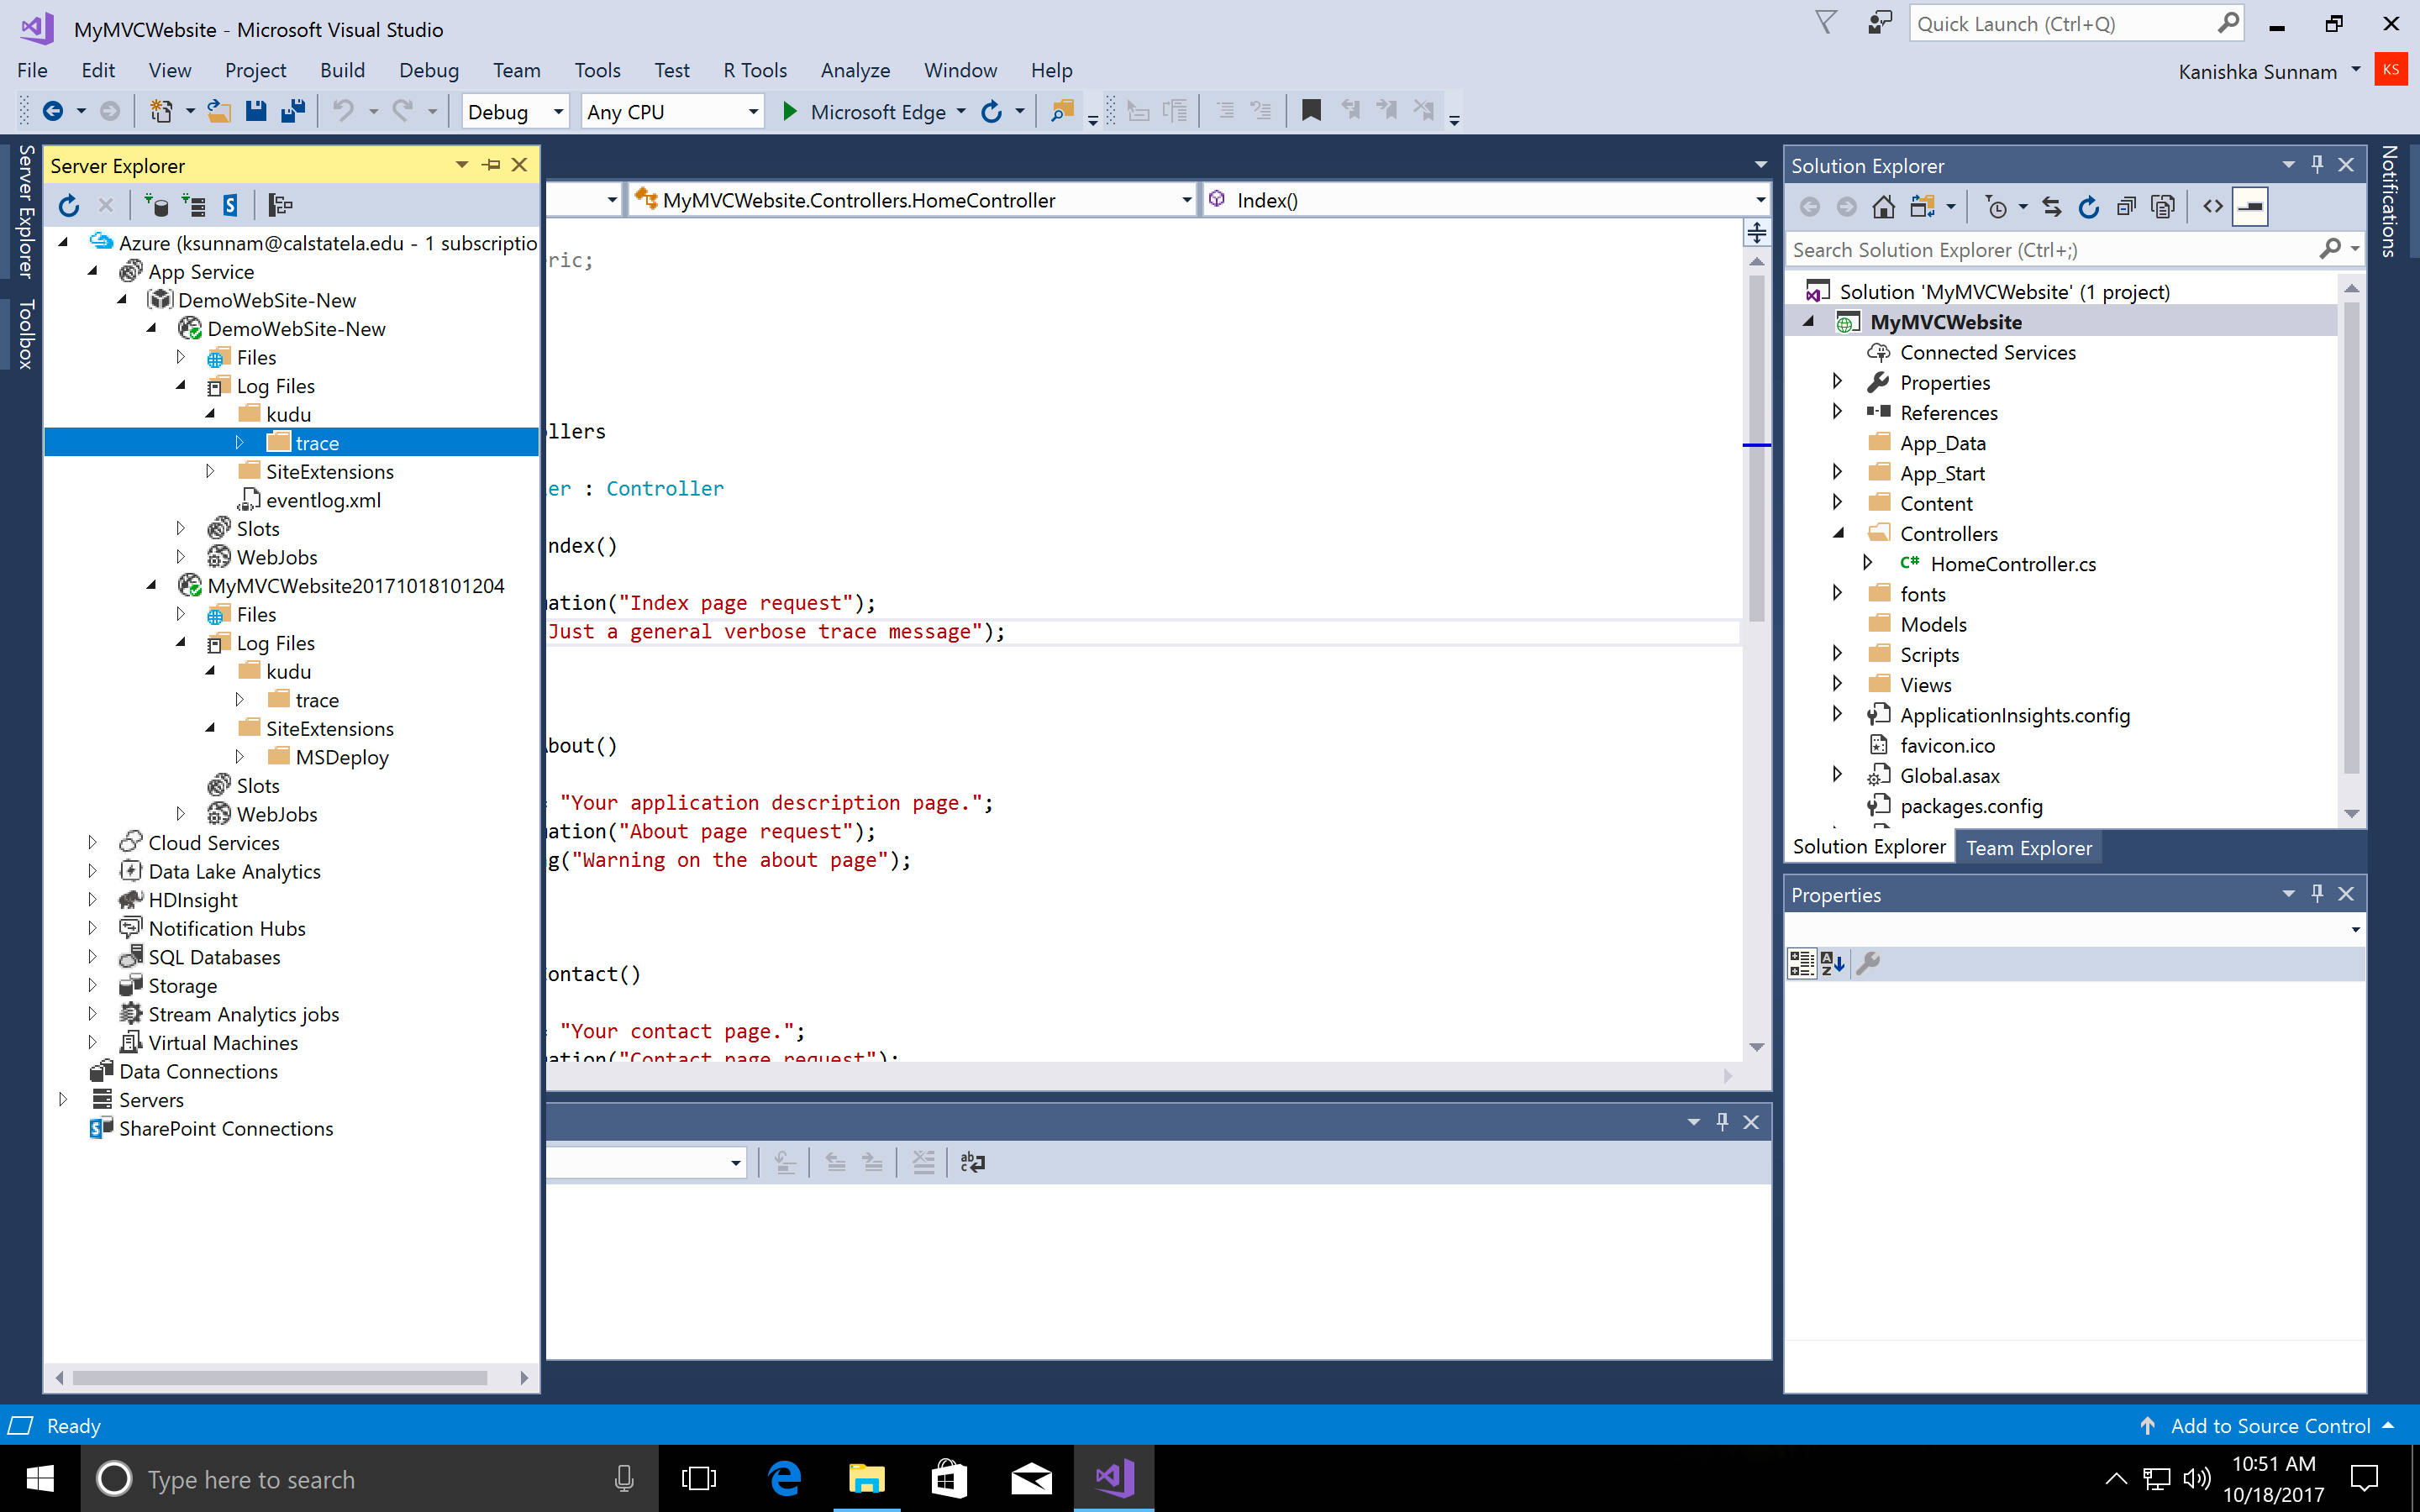 MyMVCWebsite - Microsoft Visual Studio
Quick Launch (Ctrl+Q)
File Edit View Project Build Debug Team Tools Test R Tools Analyze Window Help
Kanishka Sunnam
KS
Debug
Any CPU
Microsoft Edge
Server Explorer
Toolbox
Server Explorer
Azure (ksunnam@calstatela.edu - 1 subscriptio
App Service
DemoWebSite-New
DemoWebSite-New
Files
Log Files
kudu
trace
SiteExtensions
eventlog.xml
Slots
WebJobs
MyMVCWebsite20171018101204
Files
Log Files
kudu
trace
SiteExtensions
MSDeploy
Slots
WebJobs
Cloud Services
Data Lake Analytics
HDInsight
Notification Hubs
SQL Databases
Storage
Stream Analytics jobs
Virtual Machines
Data Connections
Servers
SharePoint Connections
MyMVCWebsite.Controllers.HomeController
Index()
ric;
llers
er : Controller
ndex()
ation("Index page request");
Just a general verbose trace message");
bout()
"Your application description page.";
ation("About page request");
g("Warning on the about page");
ontact()
"Your contact page.";
ation("Contact page request");
Solution Explorer
Search Solution Explorer (Ctrl+;)
Solution 'MyMVCWebsite' (1 project)
MyMVCWebsite
Connected Services
Properties
References
App_Data
App_Start
Content
Controllers
C# HomeController.cs
fonts
Models
Scripts
Views
ApplicationInsights.config
favicon.ico
Global.asax
packages.config
Solution Explorer
Team Explorer
Properties
Notifications
Ready
Add to Source Control
Type here to search
10:51 AM
10/18/2017